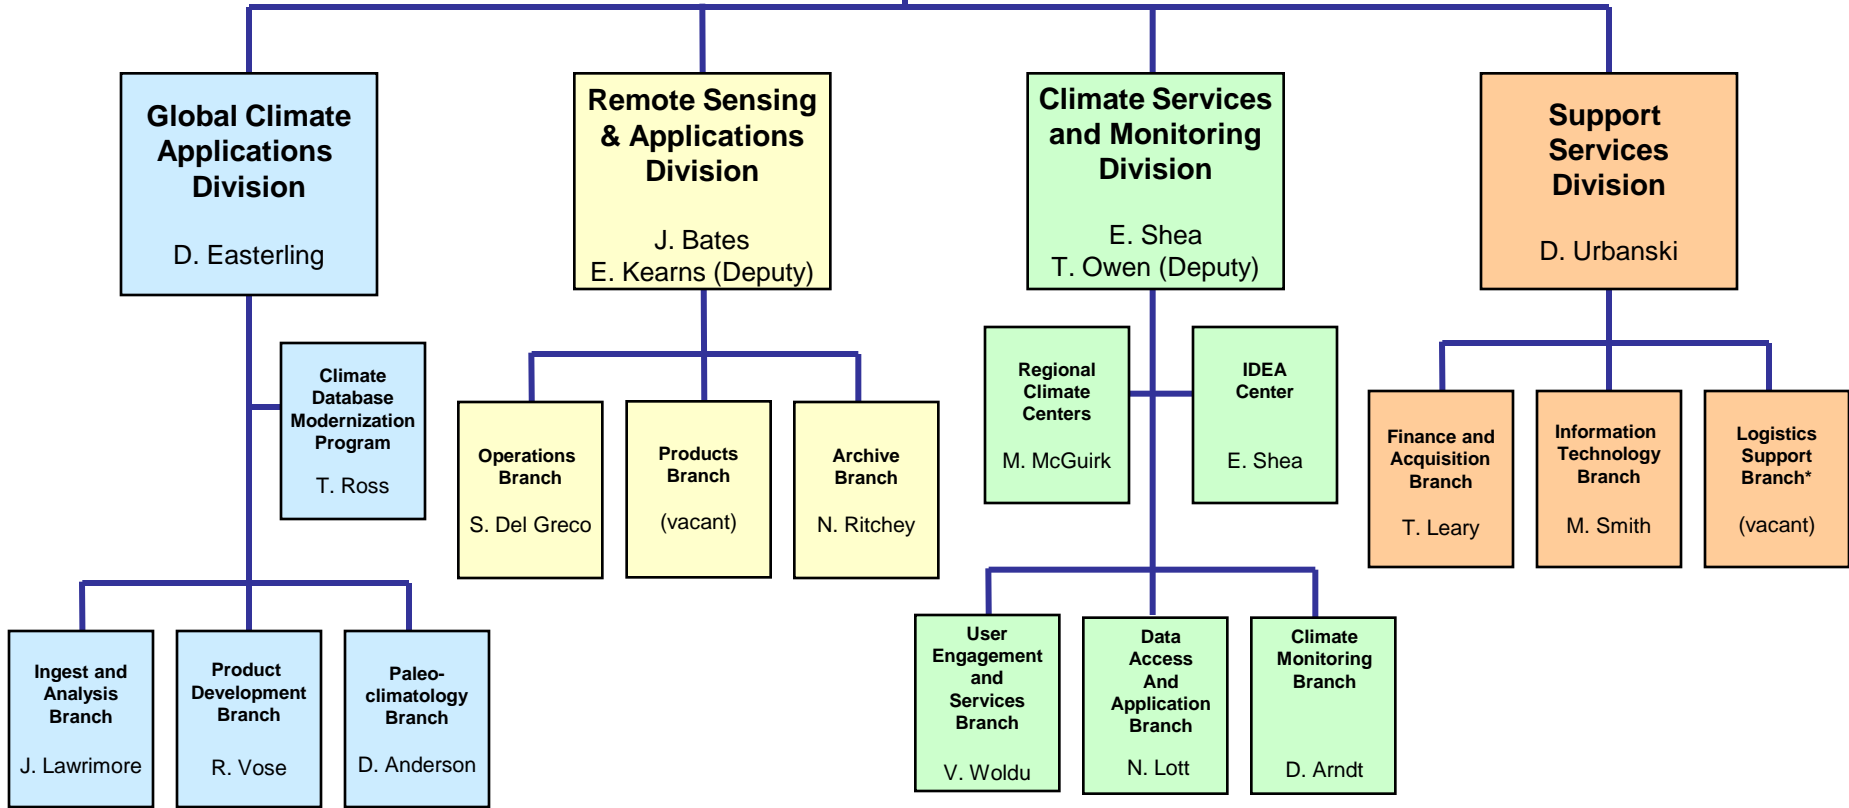 Global Climate
Applications
Division
D. Easterling
Remote Sensing
& Applications
Division
J. Bates
E. Kearns (Deputy)
Climate Services
and Monitoring
Division
E. Shea
T. Owen (Deputy)
Support
Services
Division
D. Urbanski
Climate
Database
Modernization
Program
T. Ross
Operations
Branch
S. Del Greco
Products
Branch
(vacant)
Archive
Branch
N. Ritchey
Regional
Climate
Centers
M. McGuirk
IDEA
Center
E. Shea
Finance and
Acquisition
Branch
T. Leary
Information
Technology
Branch
M. Smith
Logistics
Support
Branch*
(vacant)
Ingest and
Analysis
Branch
J. Lawrimore
Product
Development
Branch
R. Vose
Paleo-
climatology
Branch
D. Anderson
User
Engagement
and
Services
Branch
V. Woldu
Data
Access
And
Application
Branch
N. Lott
Climate
Monitoring
Branch
D. Arndt